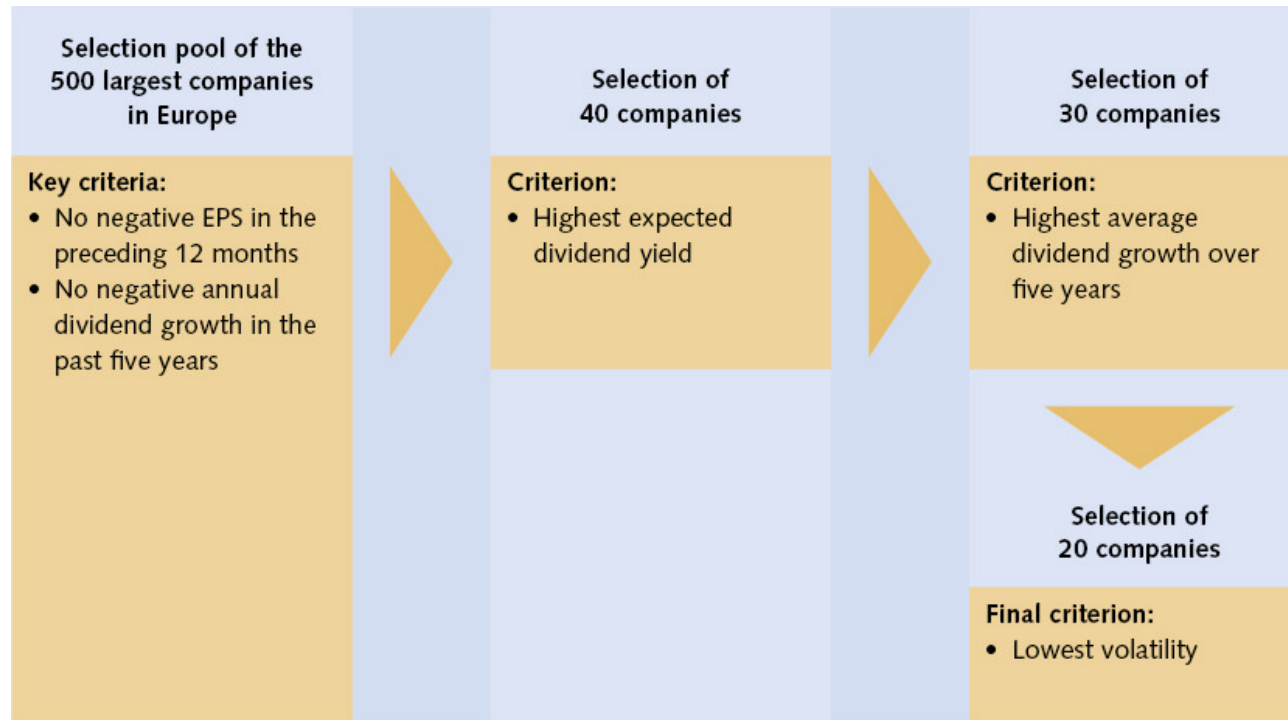 Selection pool of the
500 largest companies
in Europe
Key criteria:
• No negative EPS in the
preceding 12 months
• No negative annual
dividend growth in the
past five years
Selection of
40 companies
Criterion:
• Highest expected
dividend yield
Selection of
30 companies
Criterion:
• Highest average
dividend growth over
five years
Selection of
20 companies
Final criterion:
• Lowest volatility